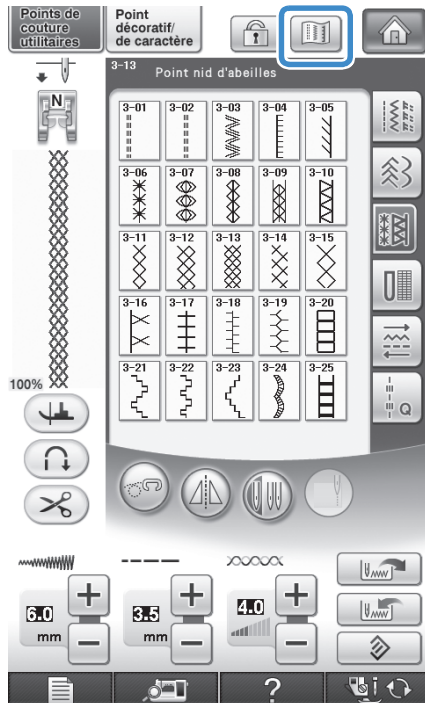 Points de
couture
utilitaires
Point
décoratif/
de caractère
3-13
Point nid d'abeilles
N
3-01 3-02 3-03 3-04 3-05
3-06 3-07 3-08 3-09 3-10
3-11 3-12 3-13 3-14 3-15
3-16 3-17 3-18 3-19 3-20
3-21 3-22 3-23 3-24 3-25
Q
100%
6.0
mm
+
−
3.5
mm
+
−
4.0
+
−
?